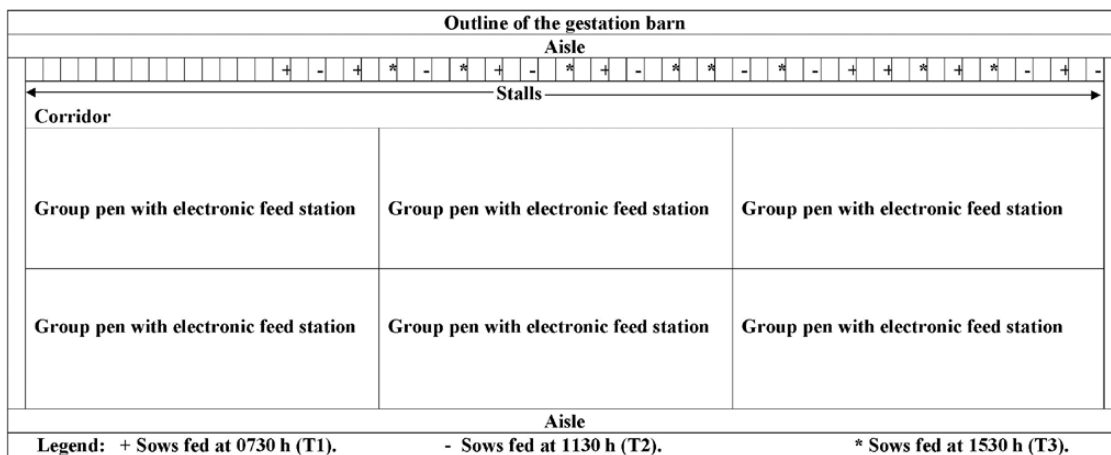 Outline of the gestation barn
Aisle
+ - + * - * + - * + - * * - * - + + * + * - + -
Stalls
Corridor
Group pen with electronic feed station Group pen with electronic feed station Group pen with electronic feed station
Group pen with electronic feed station Group pen with electronic feed station Group pen with electronic feed station
Aisle
Legend: + Sows fed at 0730 h (T1). - Sows fed at 1130 h (T2). * Sows fed at 1530 h (T3).